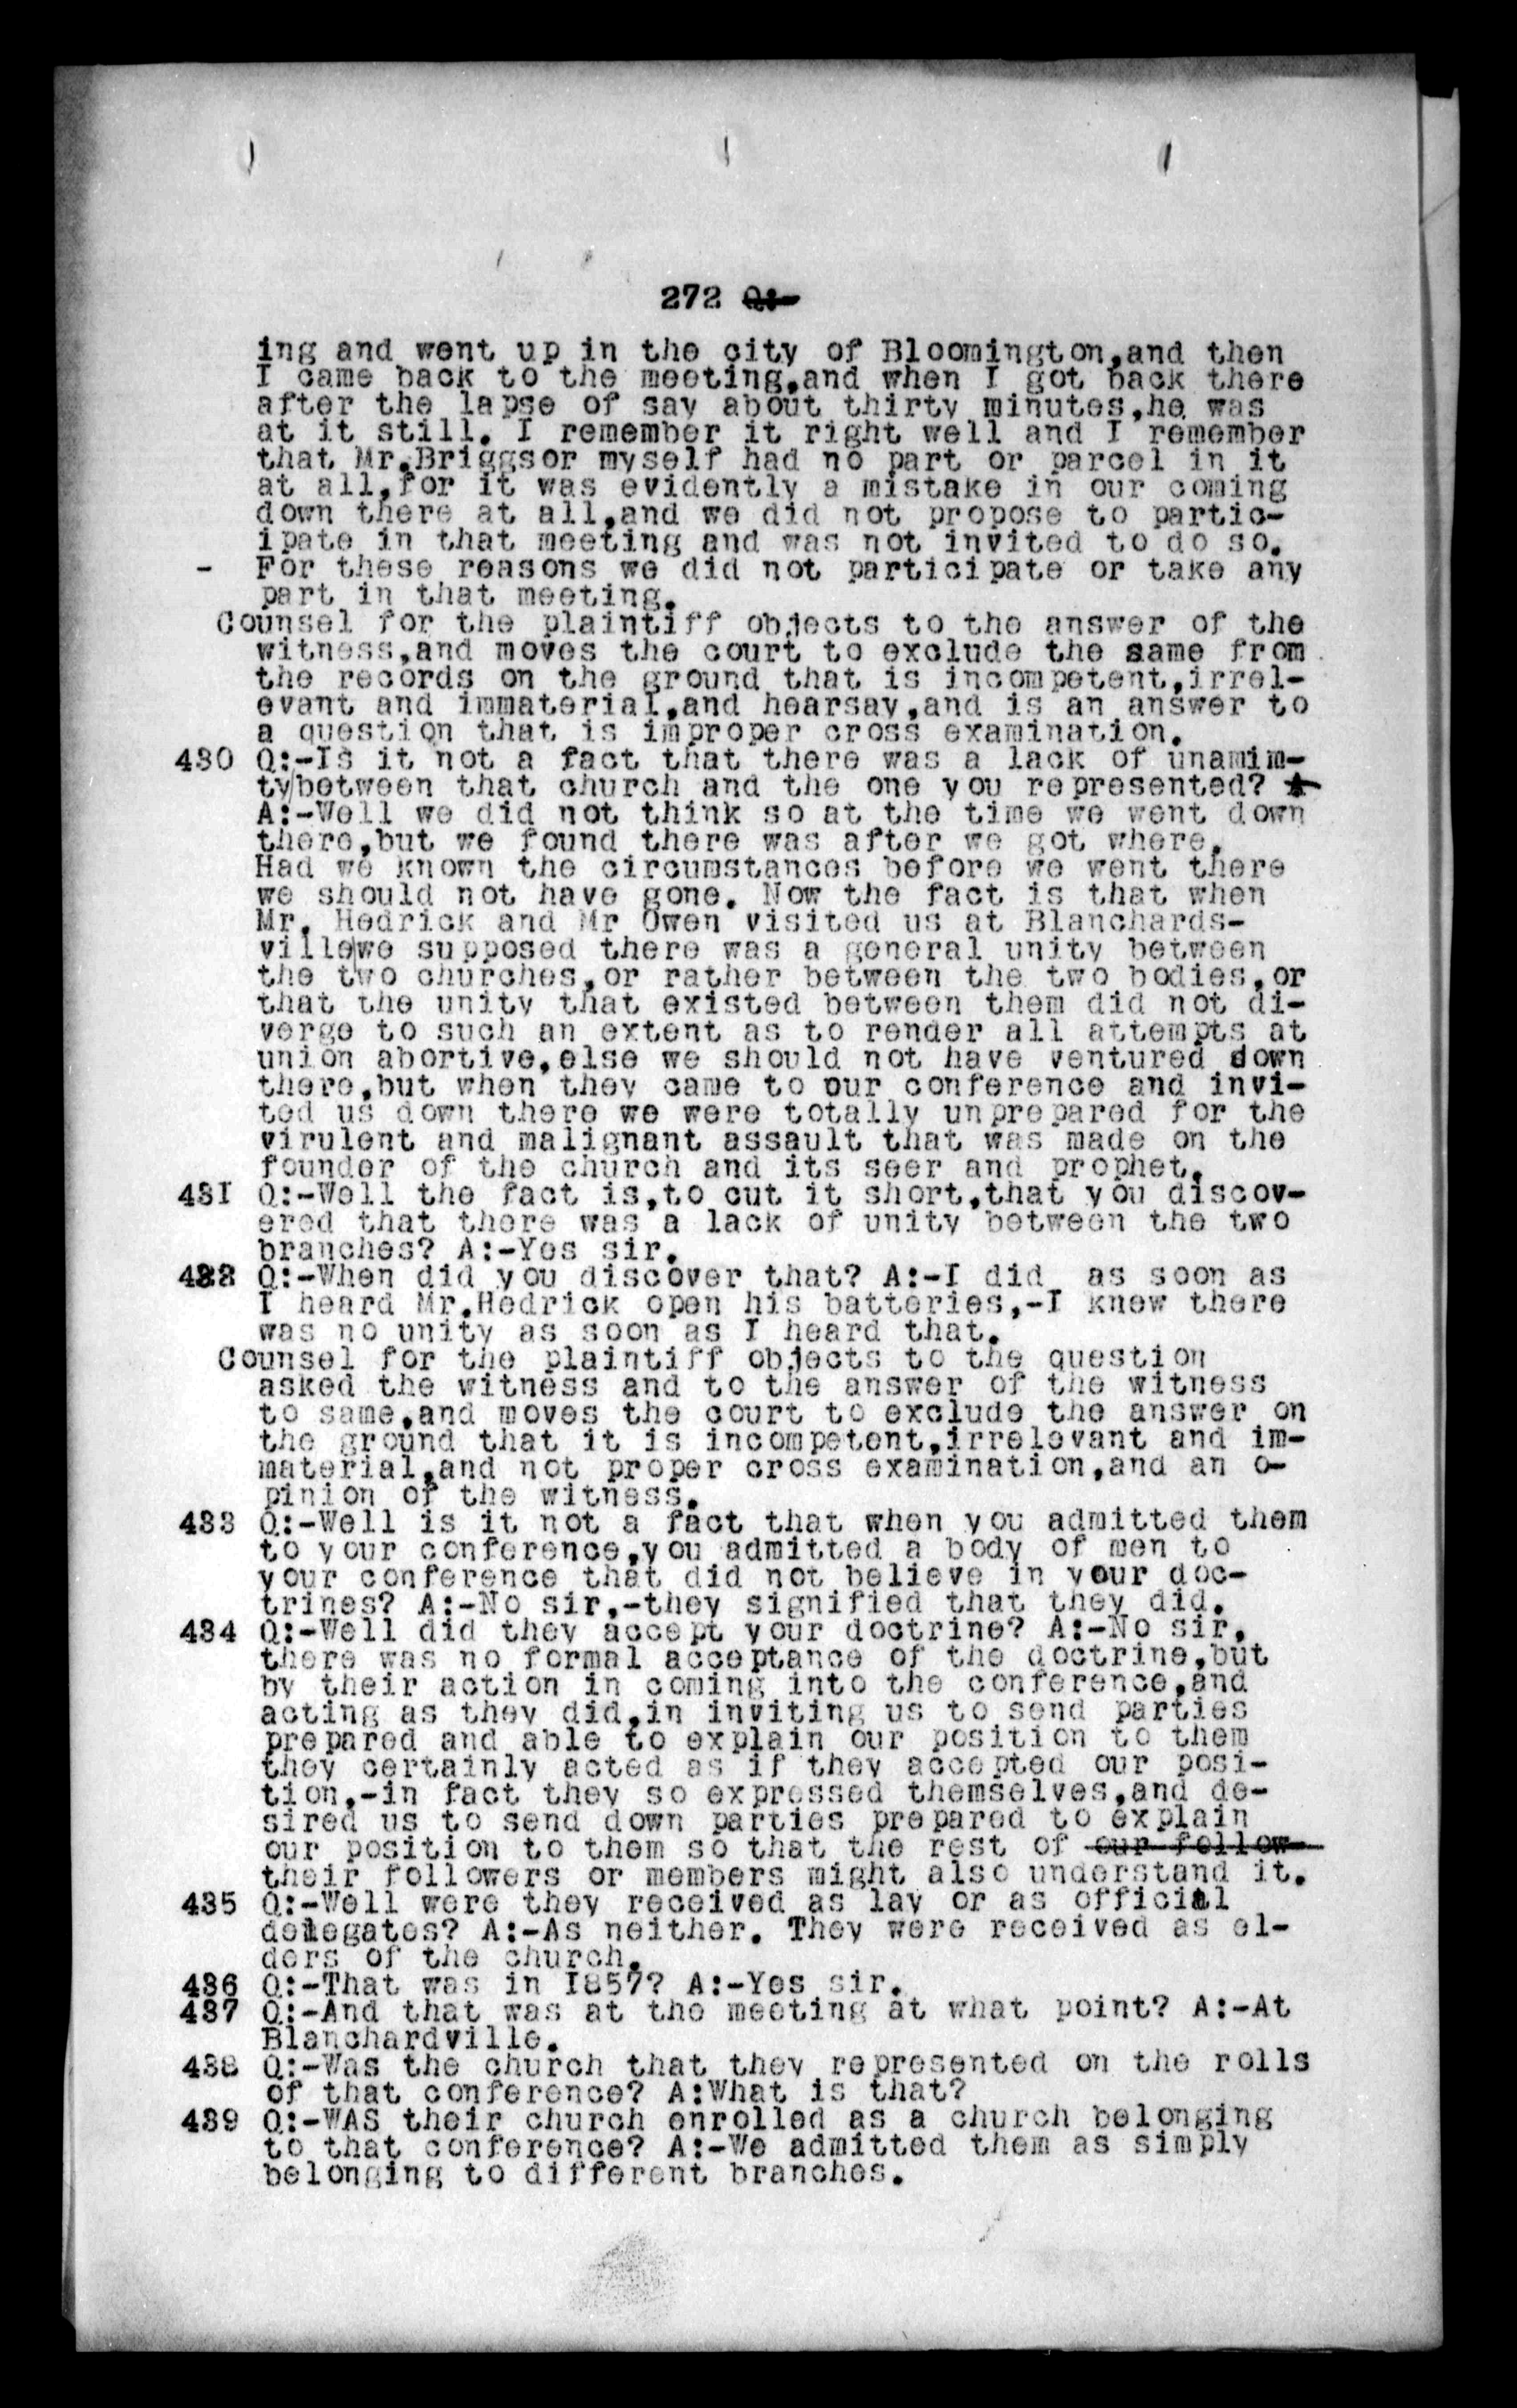 272 Q:-
ing and went up in the city of Bloomington,and then
I came back to the meeting,and when I got back there
after the lapse of say about thirty minutes,he was
at it still. I remember it right well and I remember
that Mr.Briggsor myself had no part or parcel in it
at all,for it was evidently a mistake in our coming
down there at all,and we did not propose to partic-
ipate in that meeting and was not invited to do so.
- For these reasons we did not participate or take any
part in that meeting.
Counsel for the plaintiff objects to the answer of the
witness,and moves the court to exclude the same from
the records on the ground that is incompetent,irrel-
evant and immaterial,and hearsay,and is an answer to
a question that is improper cross examination.
430 Q:-Is it not a fact that there was a lack of unamim-
ty/between that church and the one you represented? A
A:-Well we did not think so at the time we went down
there,but we found there was after we got where.
Had we known the circumstances before we went there
we should not have gone. Now the fact is that when
Mr. Hedrick and Mr Owen visited us at Blanchards-
ville/we supposed there was a general unity between
the two churches,or rather between the two bodies,or
that the unity that existed between them did not di-
verge to such an extent as to render all attempts at
union abortive,else we should not have ventured down
there,but when they came to our conference and invi-
ted us down there we were totally unprepared for the
virulent and malignant assault that was made on the
founder of the church and its seer and prophet.
431 Q:-Well the fact is,to cut it short,that you discov-
ered that there was a lack of unity between the two
branches? A:-Yes sir.
432 Q:-When did you discover that? A:-I did as soon as
I heard Mr.Hedrick open his batteries,-I knew there
was no unity as soon as I heard that.
Counsel for the plaintiff objects to the question
asked the witness and to the answer of the witness
to same,and moves the court to exclude the answer on
the ground that it is incompetent,irrelevant and im-
material,and not proper cross examination,and an o-
pinion of the witness.
433 Q:-Well is it not a fact that when you admitted them
to your conference,you admitted a body of men to
your conference that did not believe in your doc-
trines? A:-No sir,-they signified that they did.
434 Q:-Well did they accept your doctrine? A:-No sir,
there was no formal acceptance of the doctrine,but
by their action in coming into the conference,and
acting as they did,in inviting us to send parties
prepared and able to explain our position to them
they certainly acted as if they accepted our posi-
tion,-in fact they so expressed themselves,and de-
sired us to send down parties prepared to explain
our position to them so that the rest of our follow
their followers or members might also understand it.
435 Q:-Well were they received as lay or as official
delegates? A:-As neither. They were received as el-
ders of the church.
436 Q:-That was in I857? A:-Yes sir.
437 Q:-And that was at the meeting at what point? A:-At
Blanchardville.
438 Q:-Was the church that they represented on the rolls
of that conference? A:What is that?
439 Q:-WAS their church enrolled as a church belonging
to that conference? A:-We admitted them as simply
belonging to different branches.